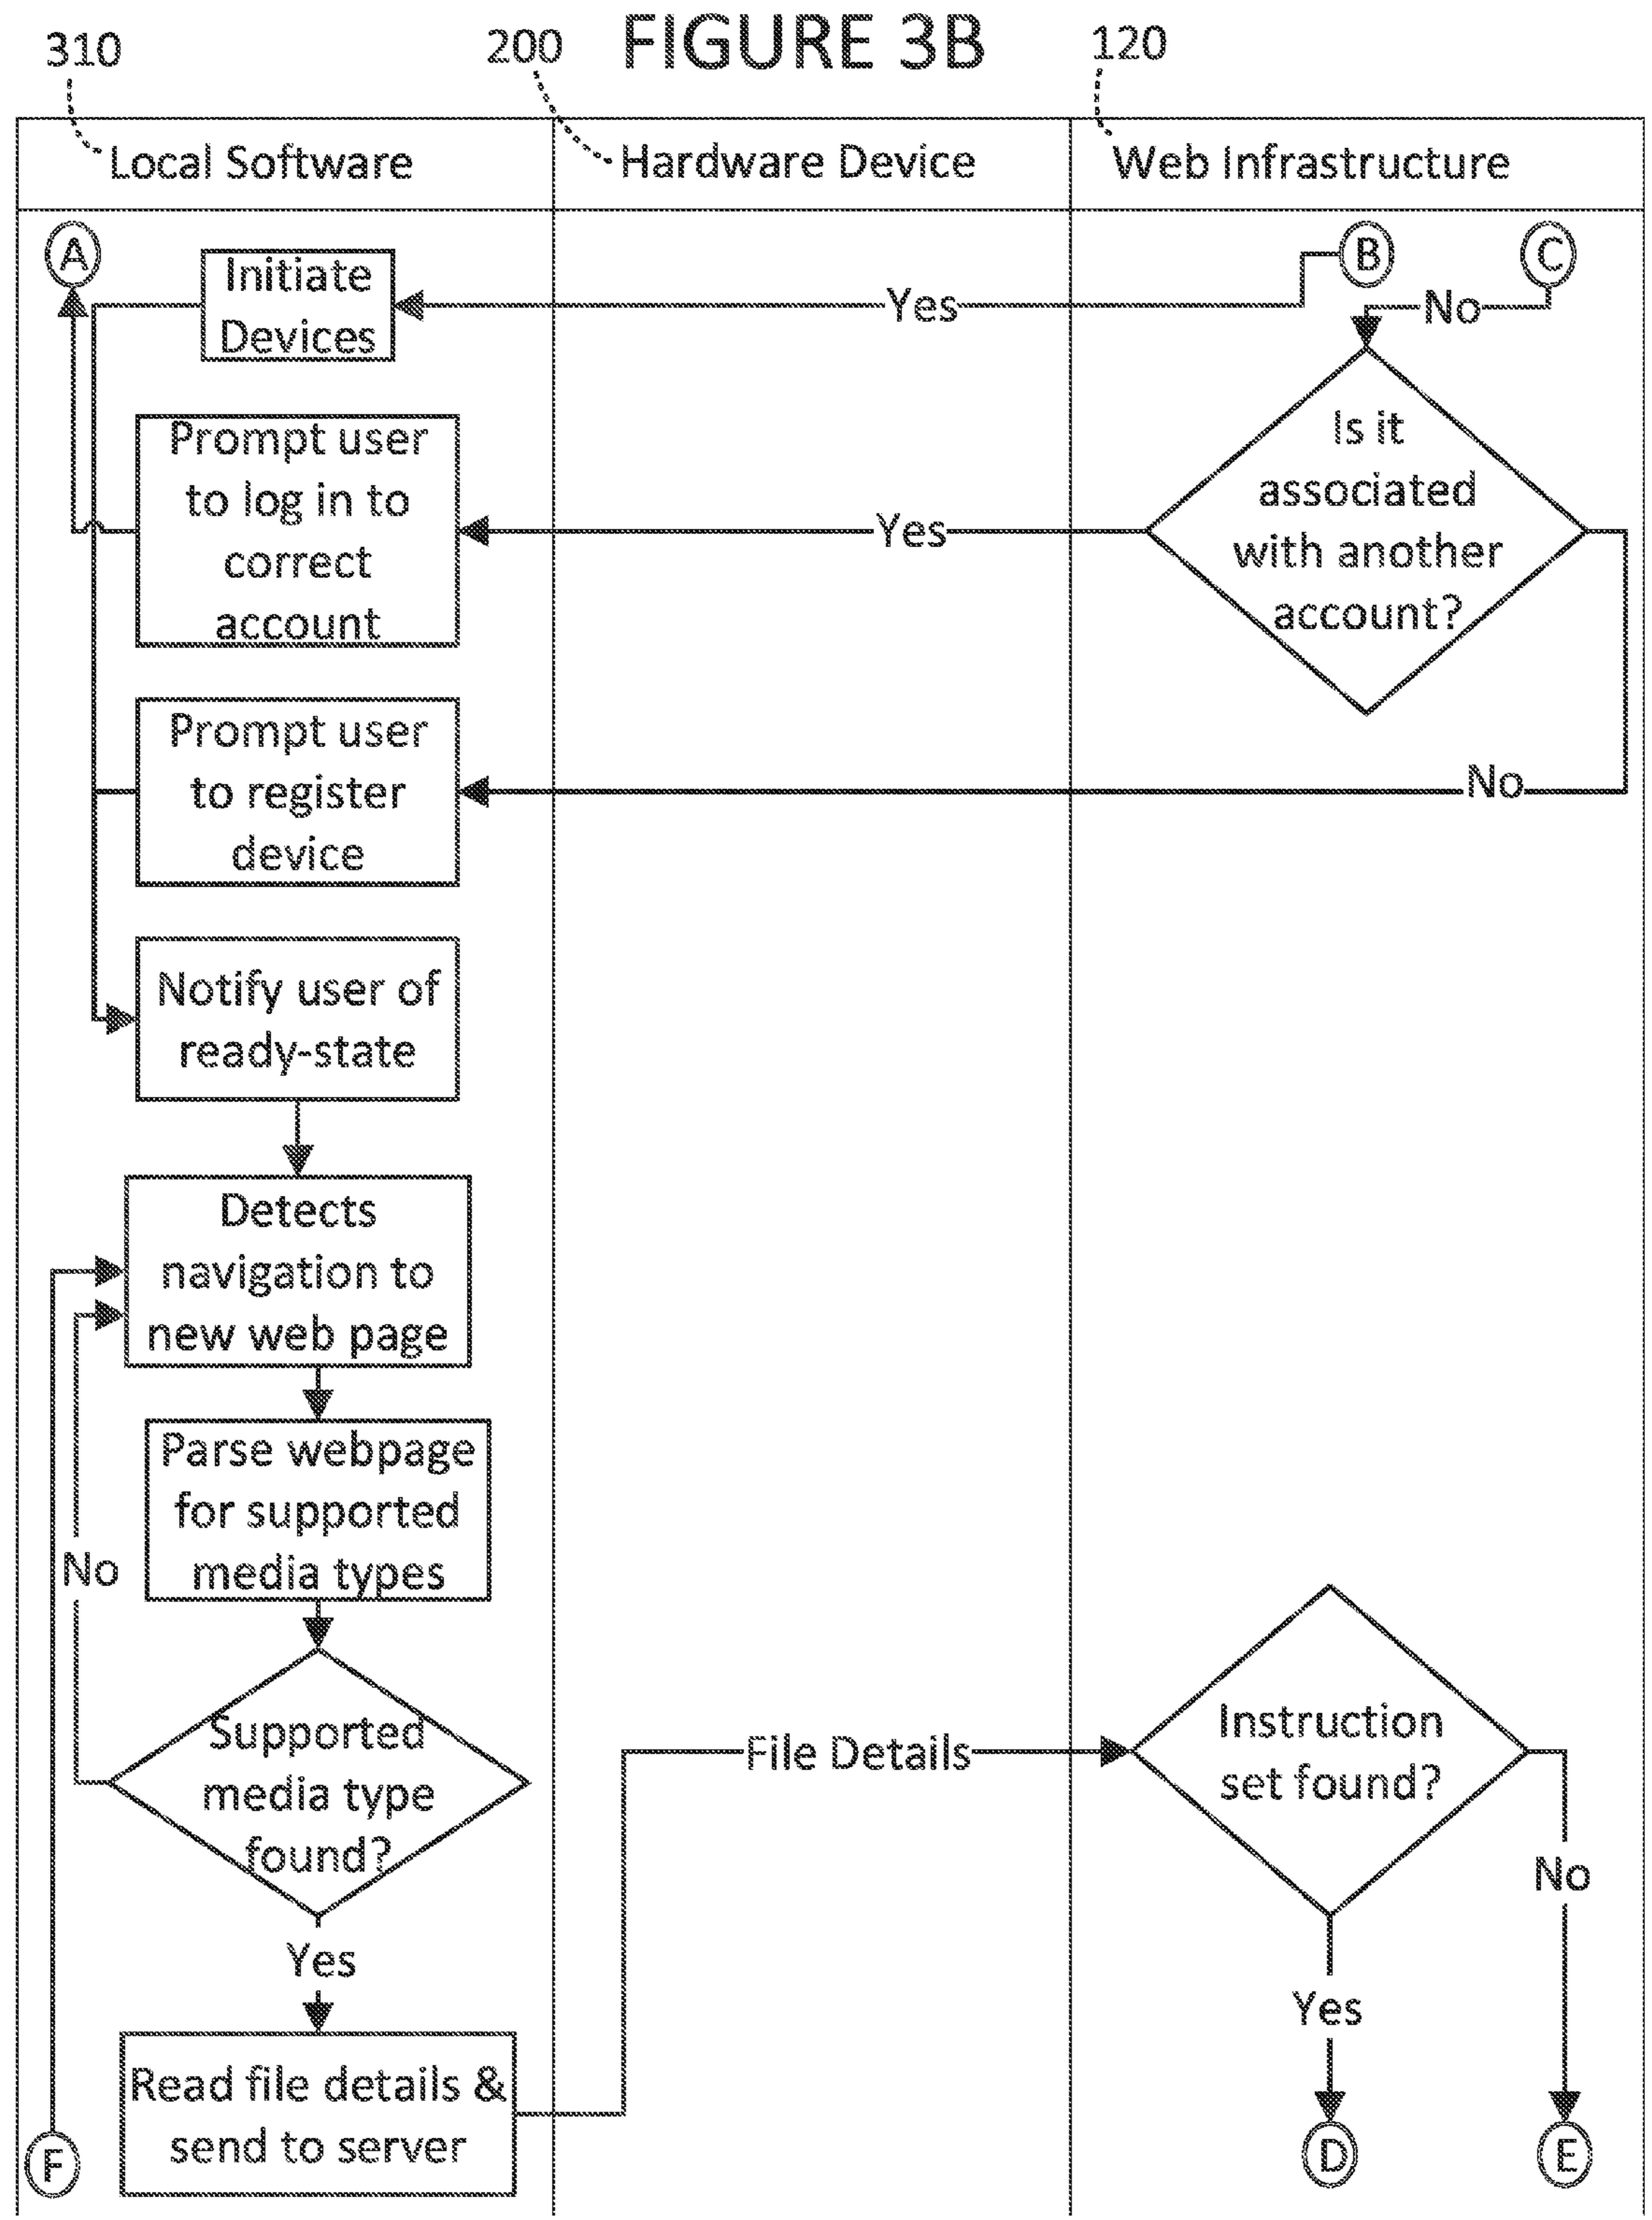 FIGURE 3B
310
200
120
Local Software
Hardware Device
Web Infrastructure
A
B
C
Initiate
Devices
Yes
No
Is it
associated
with another
account?
Prompt user
to log in to
correct
account
Yes
Prompt user
to register
device
No
Notify user of
ready-state
Detects
navigation to
new web page
Parse webpage
for supported
media types
No
Supported
media type
found?
File Details
Instruction
set found?
Yes
No
Yes
Read file details &
send to server
F
D
E